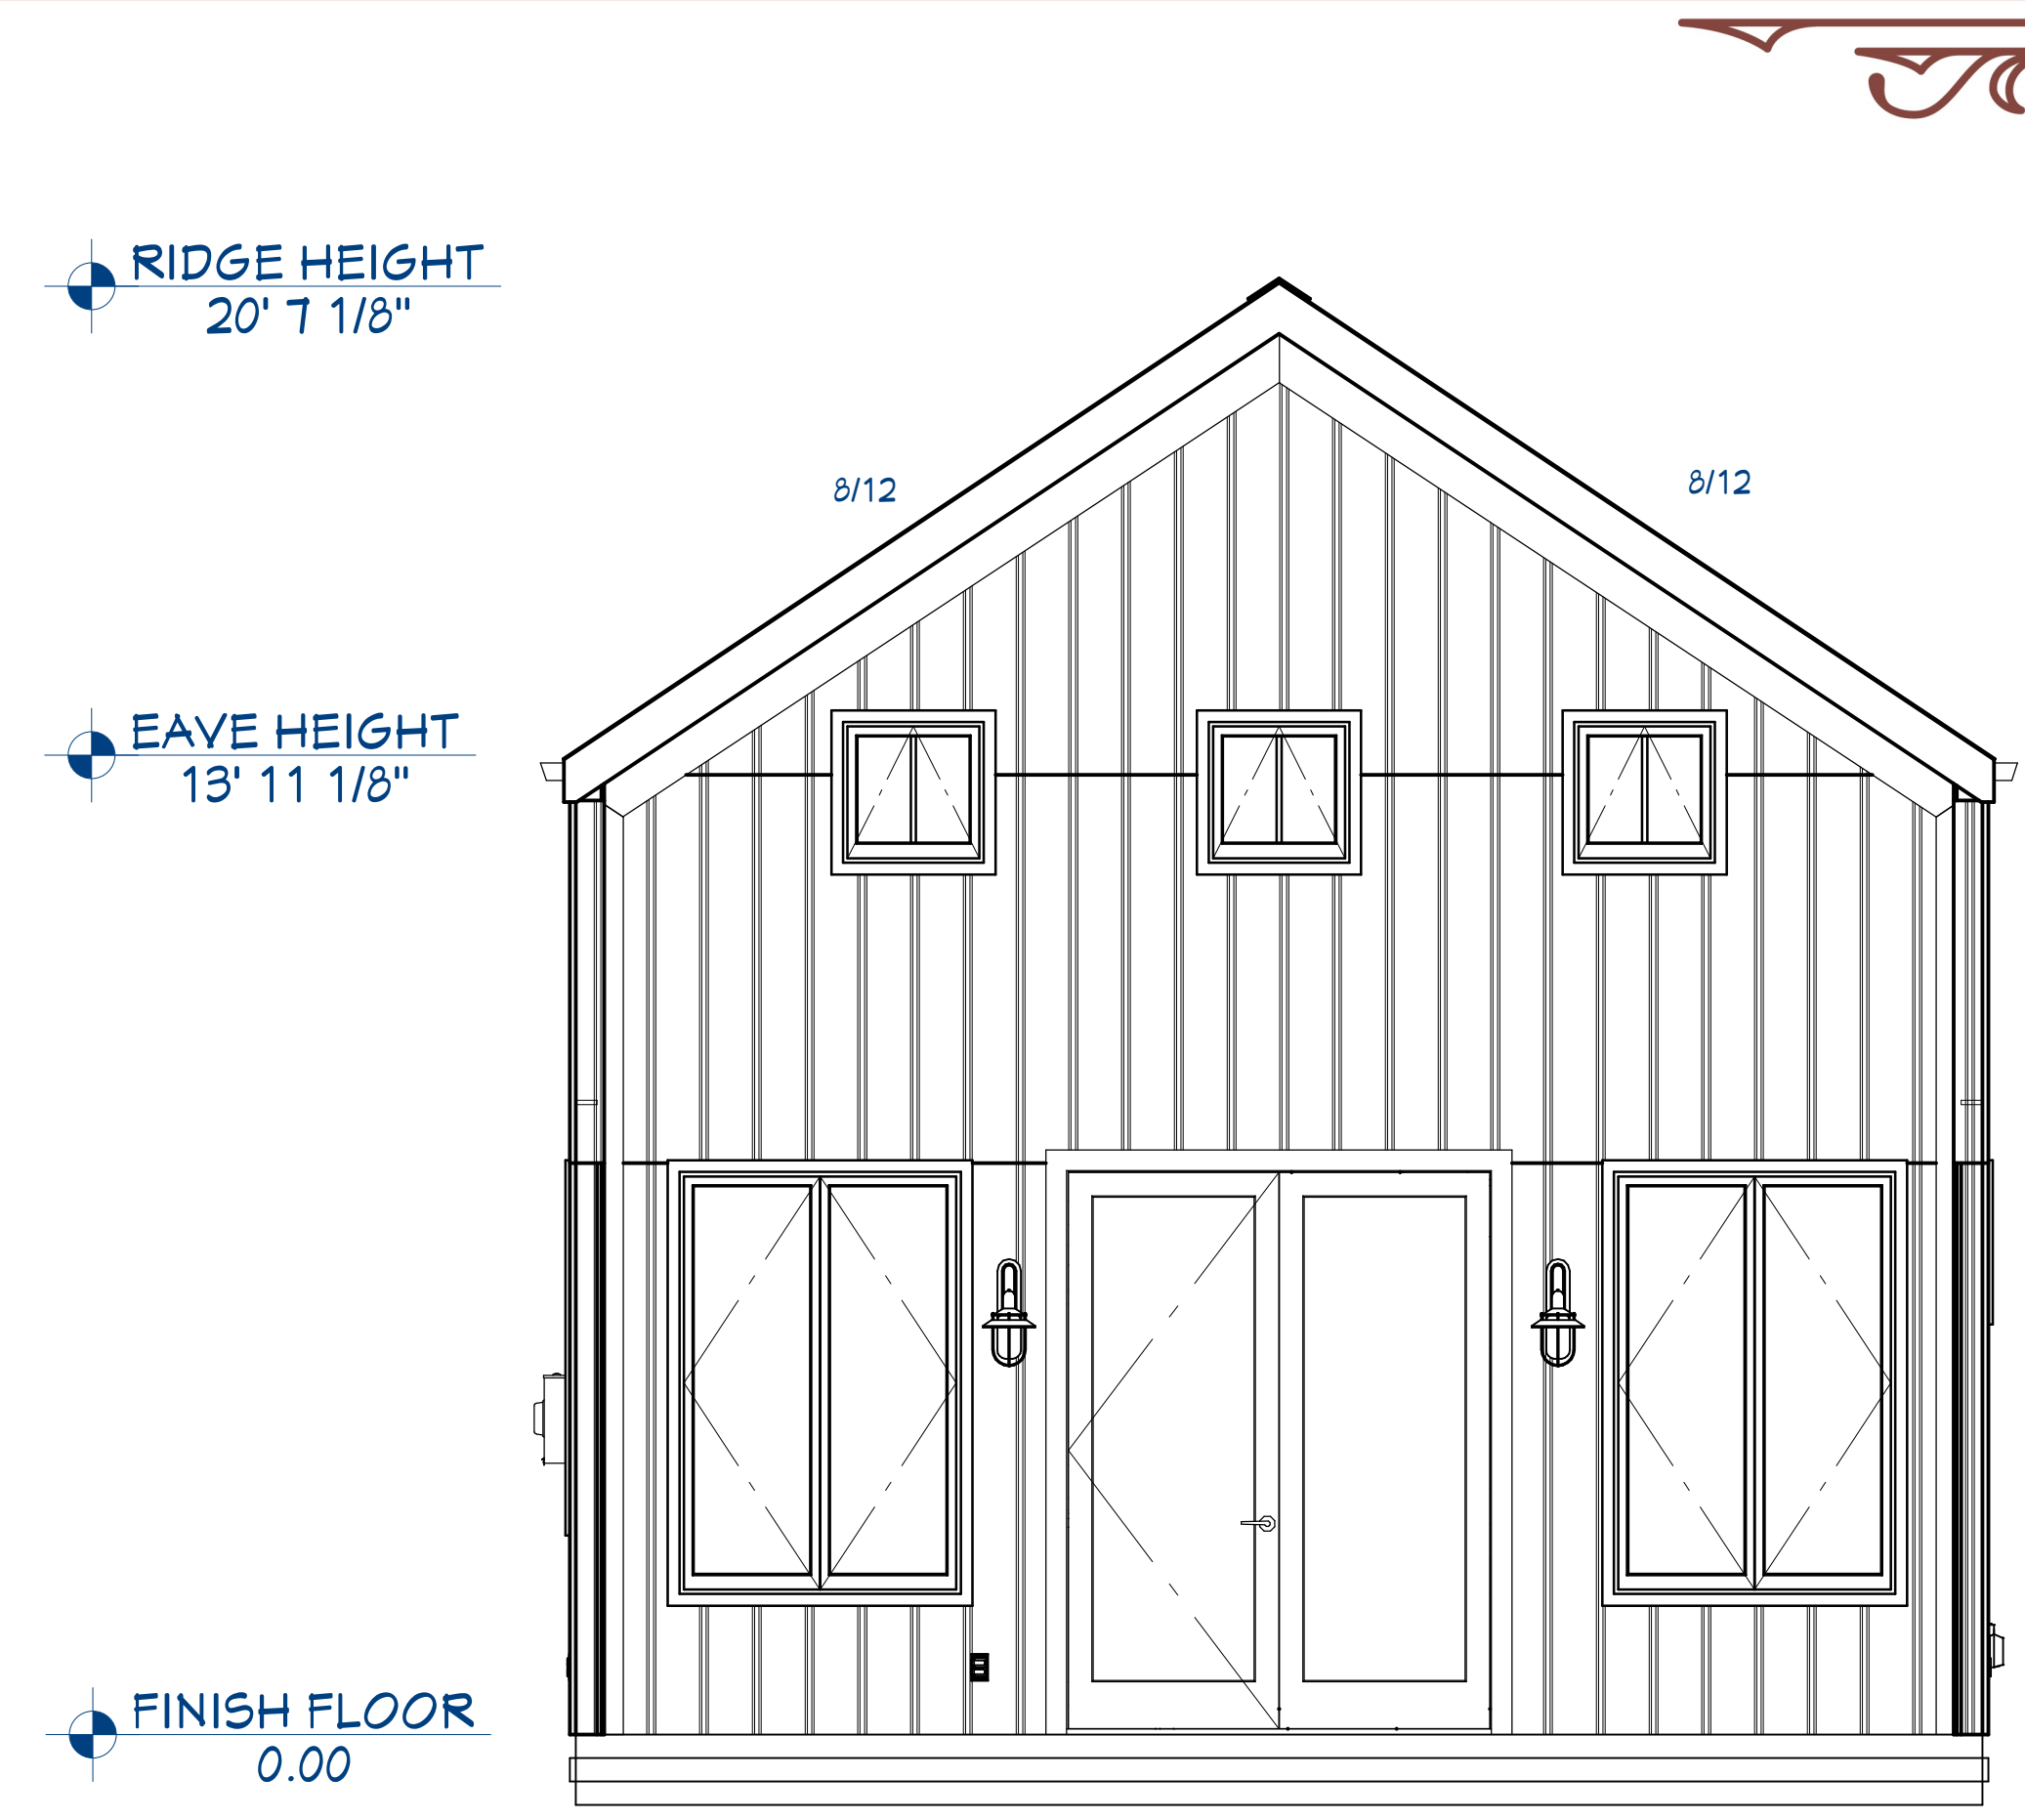 RIDGE HEIGHT
20' 7 1/8"
8/12
8/12
EAVE HEIGHT
13' 11 1/8"
FINISH FLOOR
0.00